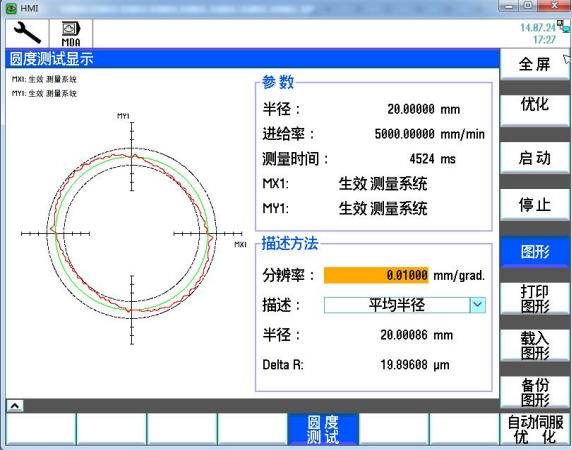 HMI
MDA
14.07.24
17:27
圆度测试显示
MX1: 生效 测量系统
MY1: 生效 测量系统
MY1
MX1
参数
半径： 20.00000 mm
进给率： 5000.00000 mm/min
测量时间： 4524 ms
MX1: 生效 测量系统
MY1: 生效 测量系统
描述方法
分辨率： 0.01000 mm/grad.
描述： 平均半径
半径： 20.00086 mm
Delta R: 19.89608 µm
全屏
优化
启动
停止
图形
打印
图形
载入
图形
备份
图形
圆度
测试
自动伺服
优化